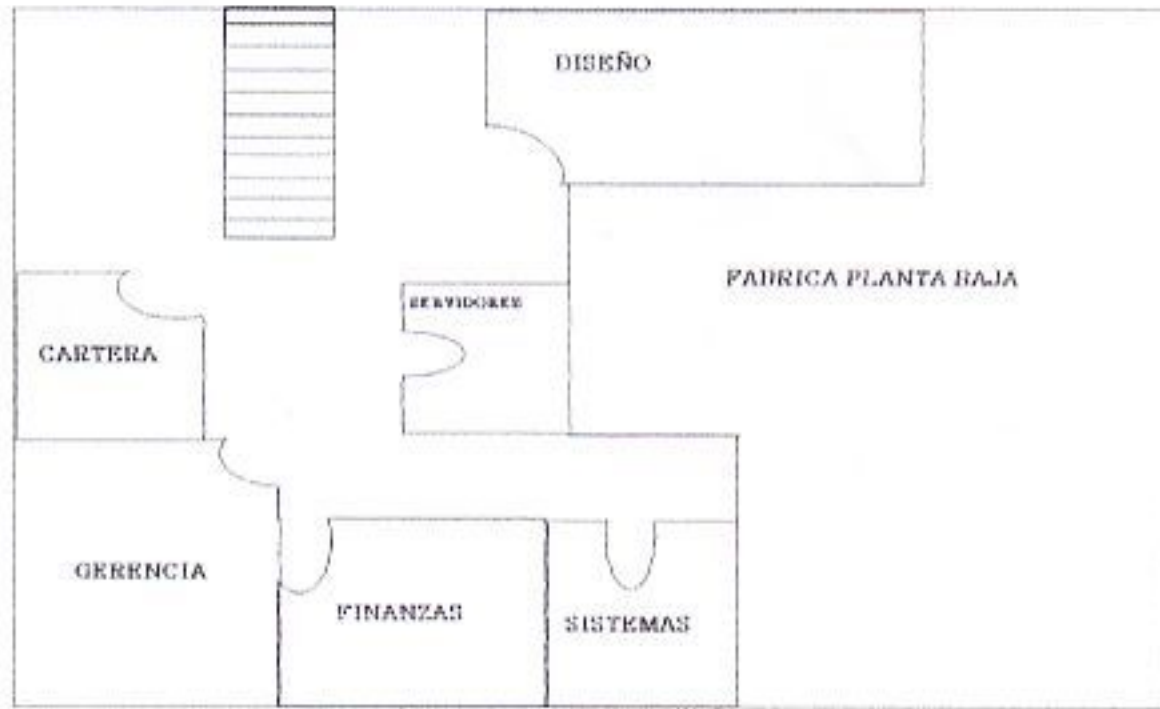 DISEÑO
FABRICA PLANTA BAJA
SERVIDORES
CARTERA
GERENCIA
FINANZAS
SISTEMAS